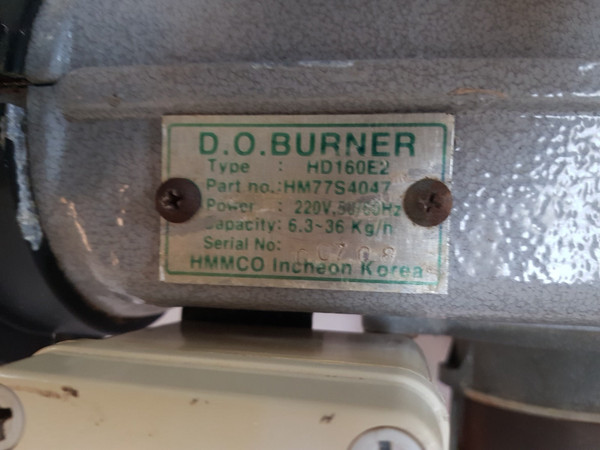 D.O.BURNER
Type : HD160E2
Part no.:HM77S4047
Power : 220V,50/60Hz
Capacity: 6.3~36 Kg/h
Serial No:
HMMCO Incheon Korea